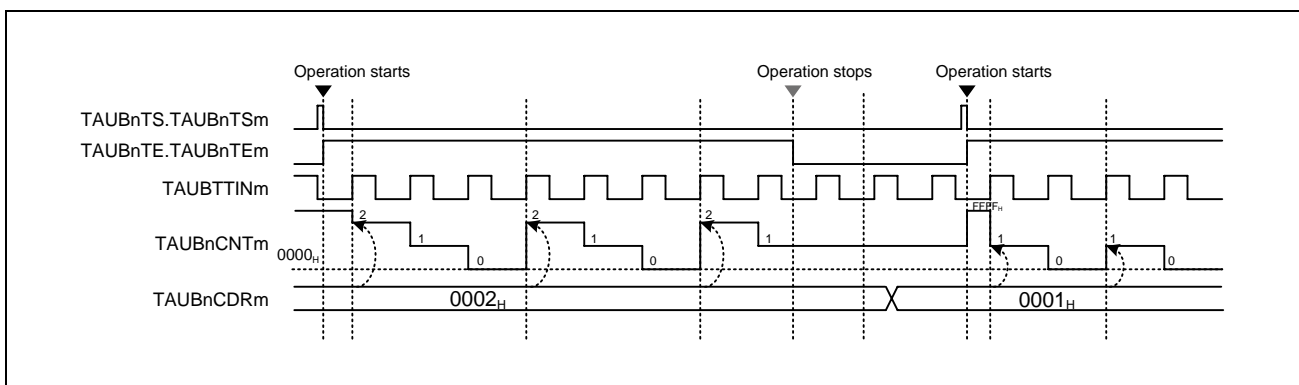 Operation starts Operation stops Operation starts
TAUBnTS.TAUBnTSm
TAUBnTE.TAUBnTEm
TAUBTTINm
FFFFH
2 2 2
TAUBnCNTm 1 1 1 1 1
0000H 0 0 0 0
TAUBnCDRm 0002H 0001H